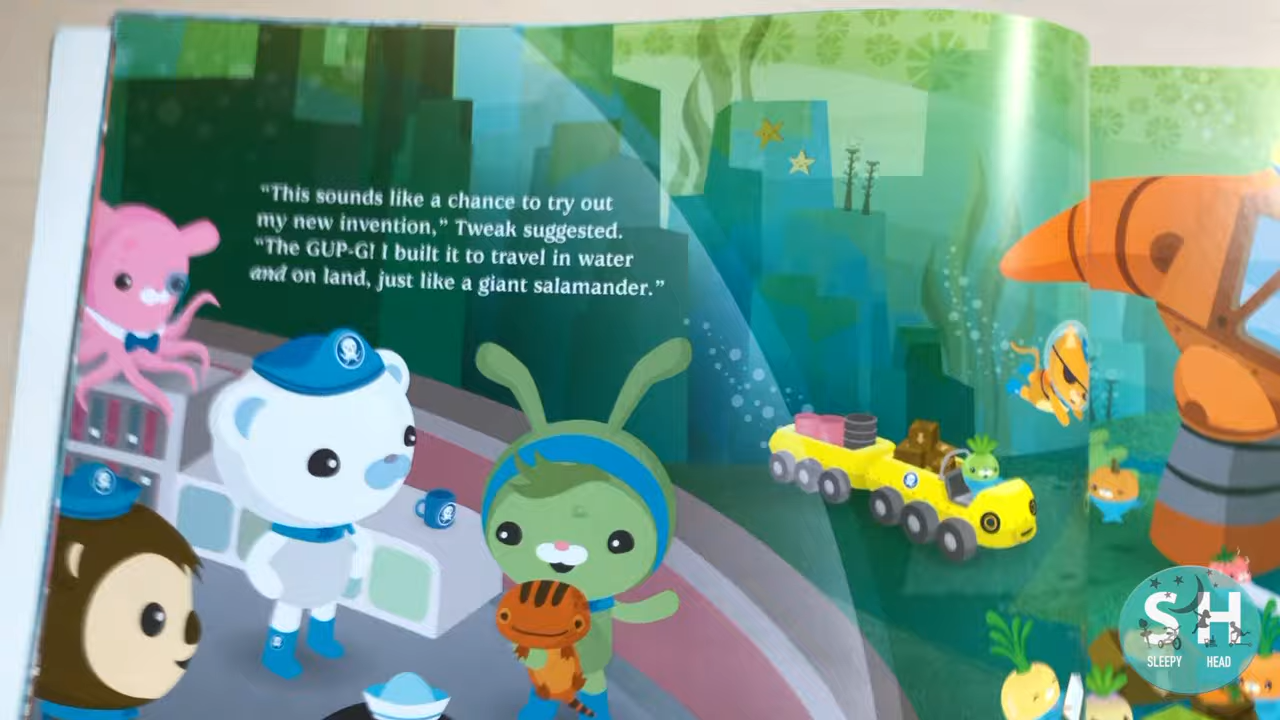 “This sounds like a chance to try out
my new invention,” Tweak suggested.
“The GUP-G! I built it to travel in water
and on land, just like a giant salamander.”
SH
SLEEPY HEAD